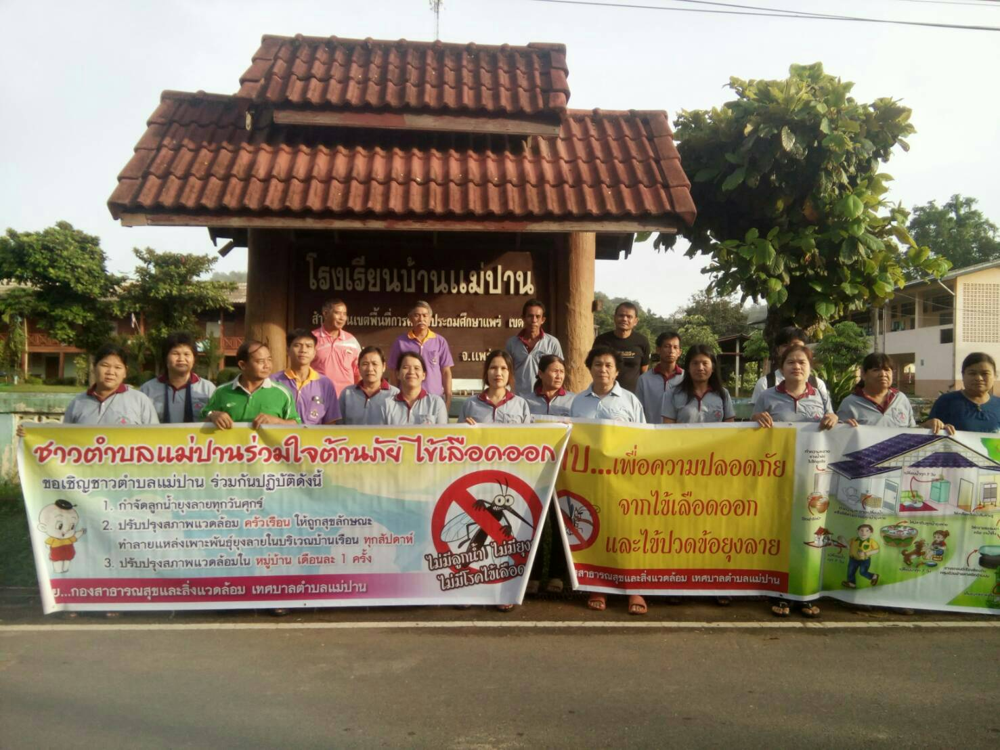 โรงเรียนบ้านแม่ปาน
ประถมศึกษาแพร่ เขต
ชาวตำบลแม่ปานร่วมใจต้านภัย ไข้เลือดออก
ขอเชิญชาวตำบลแม่ปาน ร่วมกันปฏิบัติดังนี้
1. กำจัดลูกน้ำยุงลายทุกวันศุกร์
2. ปรับปรุงสภาพแวดล้อม ครัวเรือน ให้ถูกสุขลักษณะ
ทำลายแหล่งเพาะพันธุ์ยุงลายในบริเวณบ้านเรือน ทุกสัปดาห์
3. ปรับปรุงสภาพแวดล้อมใน หมู่บ้าน เดือนละ 1 ครั้ง
ไม่มีลูกน้ำ ไม่มียุง
ไม่มีโรคไข้เลือด
ย...กองสาธารณสุขและสิ่งแวดล้อม เทศบาลตำบลแม่ปาน
...เพื่อความปลอดภัย
จากไข้เลือดออก
และไข้ปวดข้อยุงลาย
งสาธารณสุขและสิ่งแวดล้อม เทศบาลตำบลแม่ปาน
เปลี่ยนน้ำทุก 7 วัน